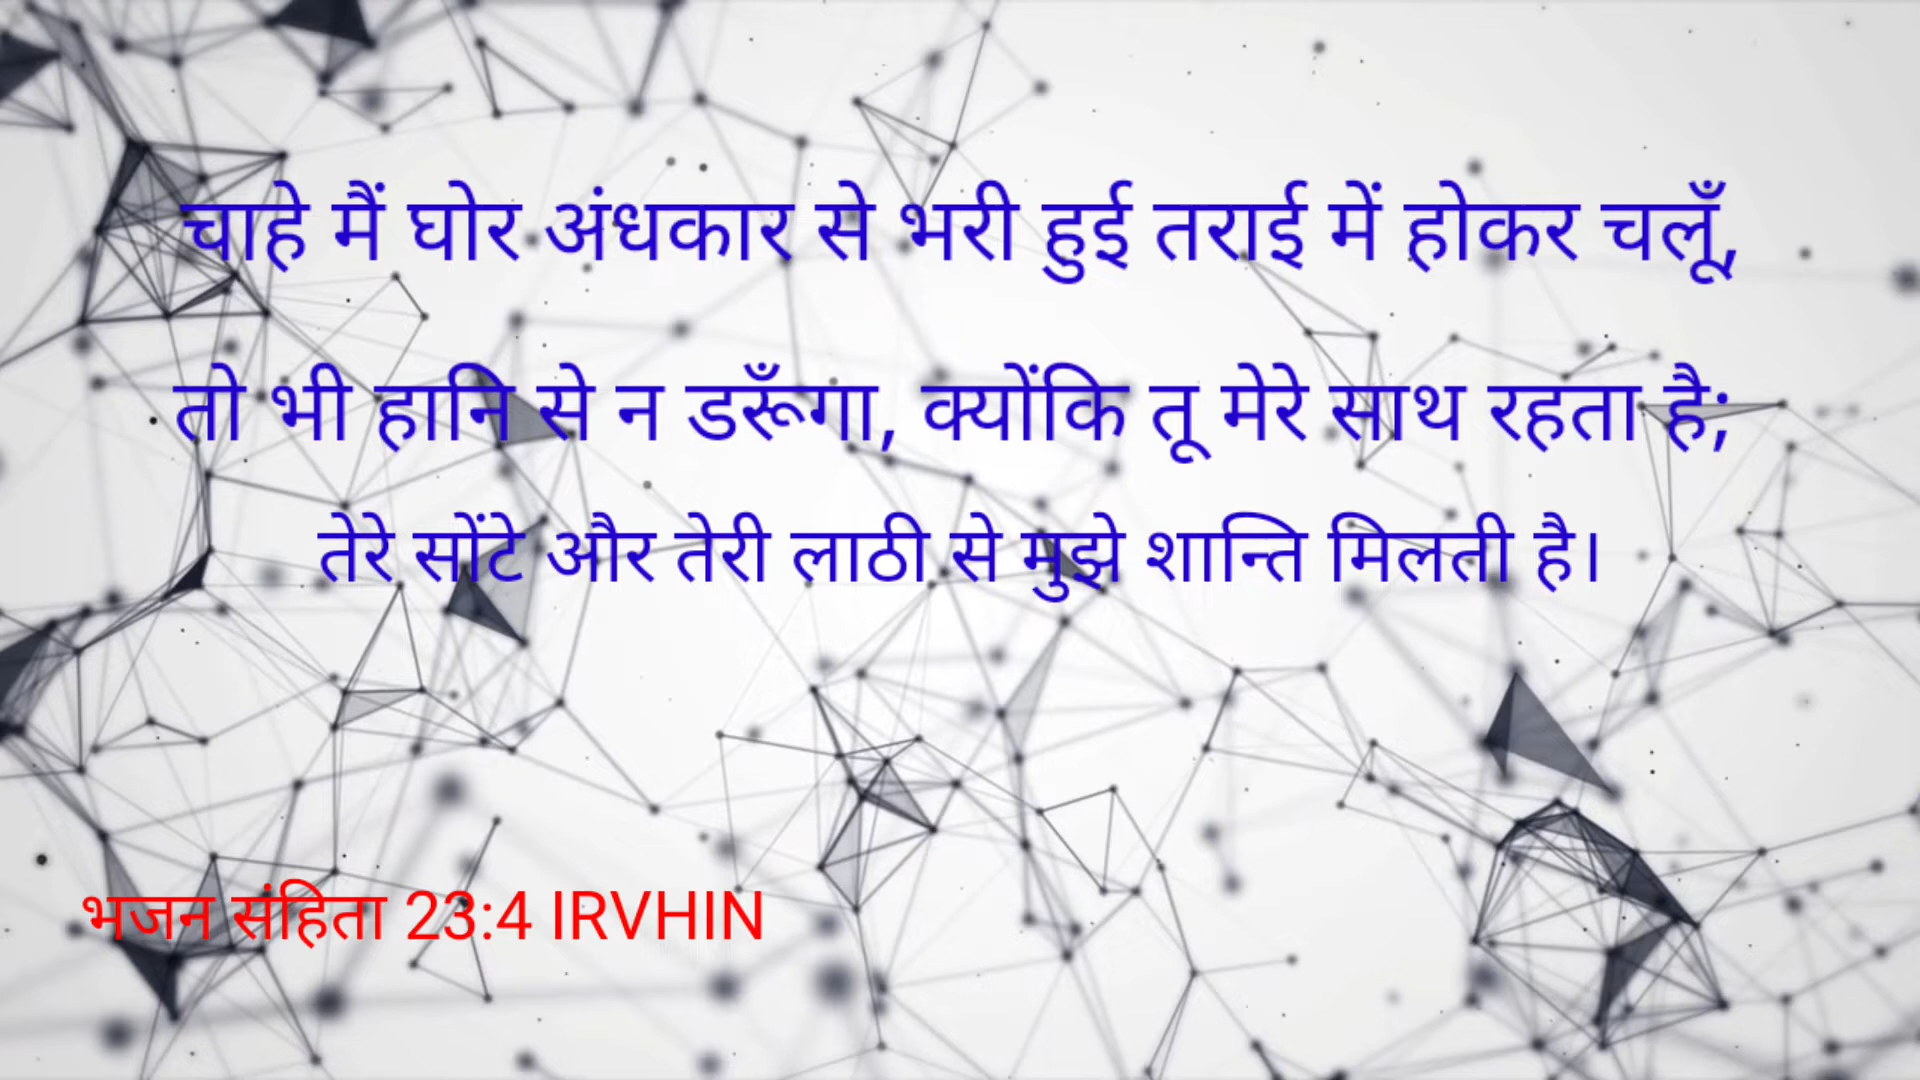 चाहे मैं घोर अंधकार से भरी हुई तराई में होकर चलूँ,
तो भी हानि से न डरूँगा, क्योंकि तू मेरे साथ रहता है;
तेरे सोंटे और तेरी लाठी से मुझे शान्ति मिलती है।
भजन संहिता 23:4 IRVHIN